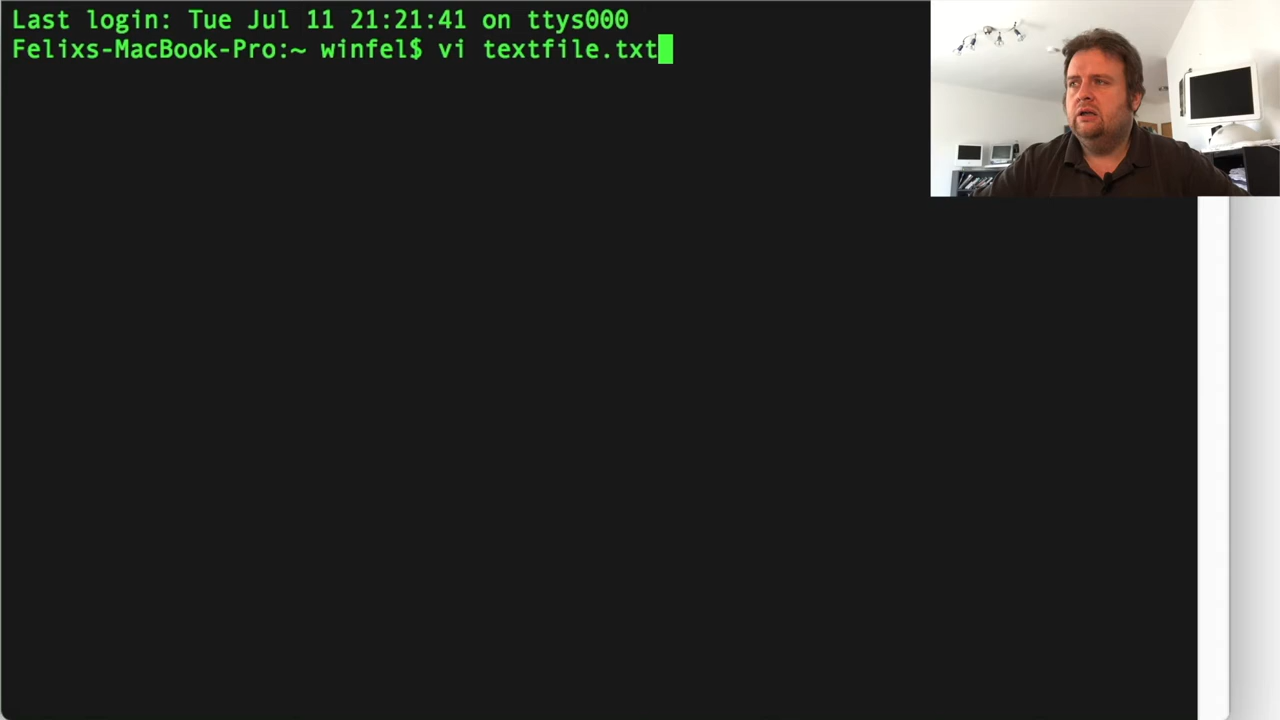 Last login: Tue Jul 11 21:21:41 on ttys000
Felixs-MacBook-Pro:~ winfel$ vi textfile.txt